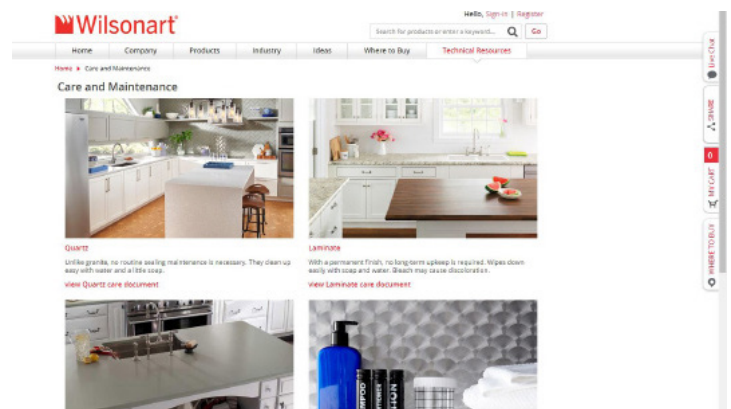 Hello, Sign-in | Register
Wilsonart
Search for products or enter a keyword... Go
Home Company Products Industry Ideas Where to Buy Technical Resources
Home Care and Maintenance
Care and Maintenance
Quartz
Unlike granite, no routine sealing maintenance is necessary. They clean up
easy with water and a little soap.
view Quartz care document
Laminate
With a permanent finish, no long-term upkeep is required. Wipes down
easily with soap and water. Bleach may cause discoloration.
view Laminate care document
Live Chat
SHARE
0
MY CART
WHERE TO BUY